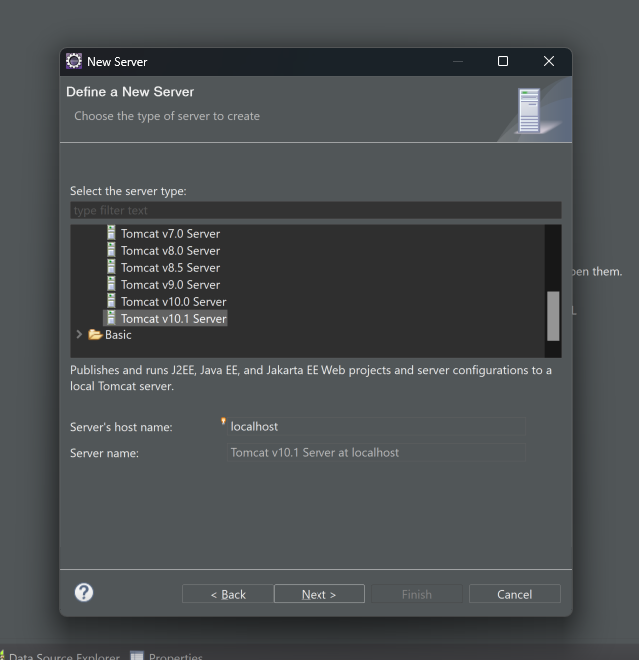 New Server
Define a New Server
Choose the type of server to create
Select the server type:
type filter text
Tomcat v7.0 Server
Tomcat v8.0 Server
Tomcat v8.5 Server
Tomcat v9.0 Server
Tomcat v10.0 Server
Tomcat v10.1 Server
Basic
Publishes and runs J2EE, Java EE, and Jakarta EE Web projects and server configurations to a
local Tomcat server.
Server's host name: localhost
Server name: Tomcat v10.1 Server at localhost
? < Back Next > Finish Cancel
them.
Data Source Explorer Properties